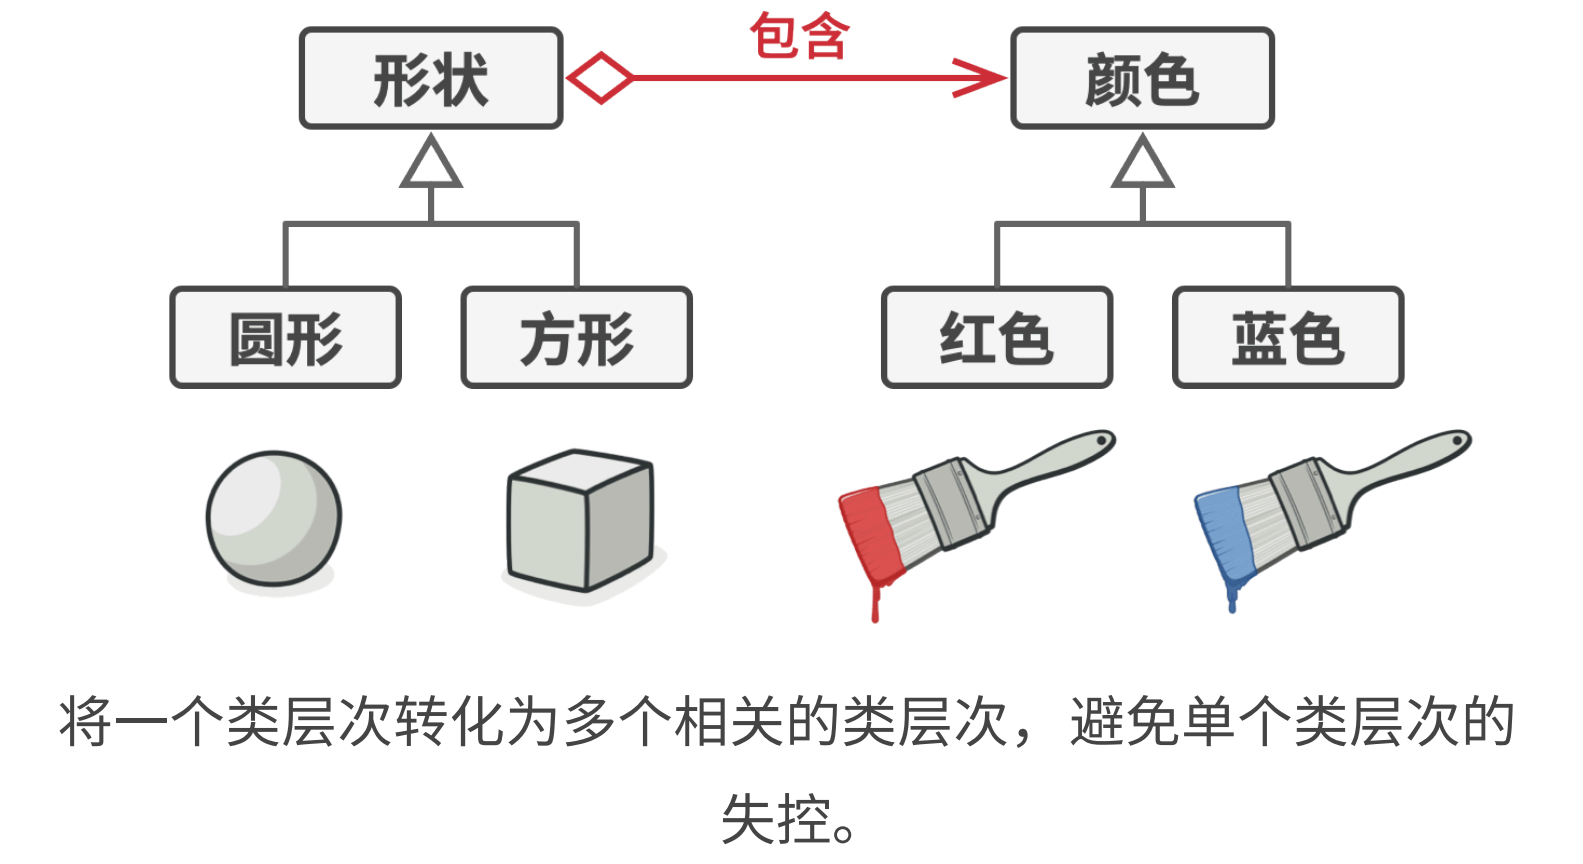 包含
形状
颜色
圆形
方形
红色
蓝色
将一个类层次转化为多个相关的类层次，避免单个类层次的
失控。